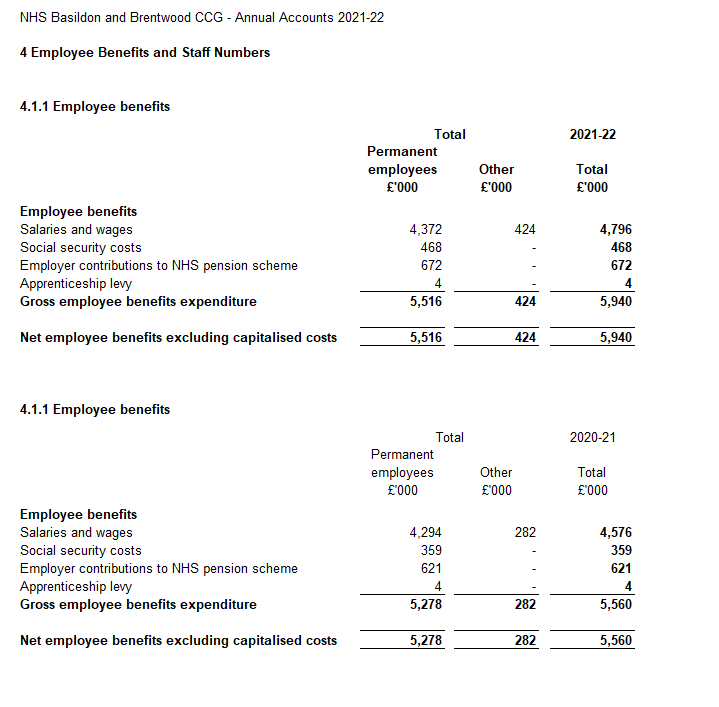 NHS Basildon and Brentwood CCG - Annual Accounts 2021-22
4 Employee Benefits and Staff Numbers
4.1.1 Employee benefits
Total 2021-22
Permanent
employees Other Total
£'000 £'000 £'000
Employee benefits
Salaries and wages 4,372 424 4,796
Social security costs 468 - 468
Employer contributions to NHS pension scheme 672 - 672
Apprenticeship levy 4 - 4
Gross employee benefits expenditure 5,516 424 5,940
Net employee benefits excluding capitalised costs 5,516 424 5,940
4.1.1 Employee benefits
Total 2020-21
Permanent
employees Other Total
£'000 £'000 £'000
Employee benefits
Salaries and wages 4,294 282 4,576
Social security costs 359 - 359
Employer contributions to NHS pension scheme 621 - 621
Apprenticeship levy 4 - 4
Gross employee benefits expenditure 5,278 282 5,560
Net employee benefits excluding capitalised costs 5,278 282 5,560